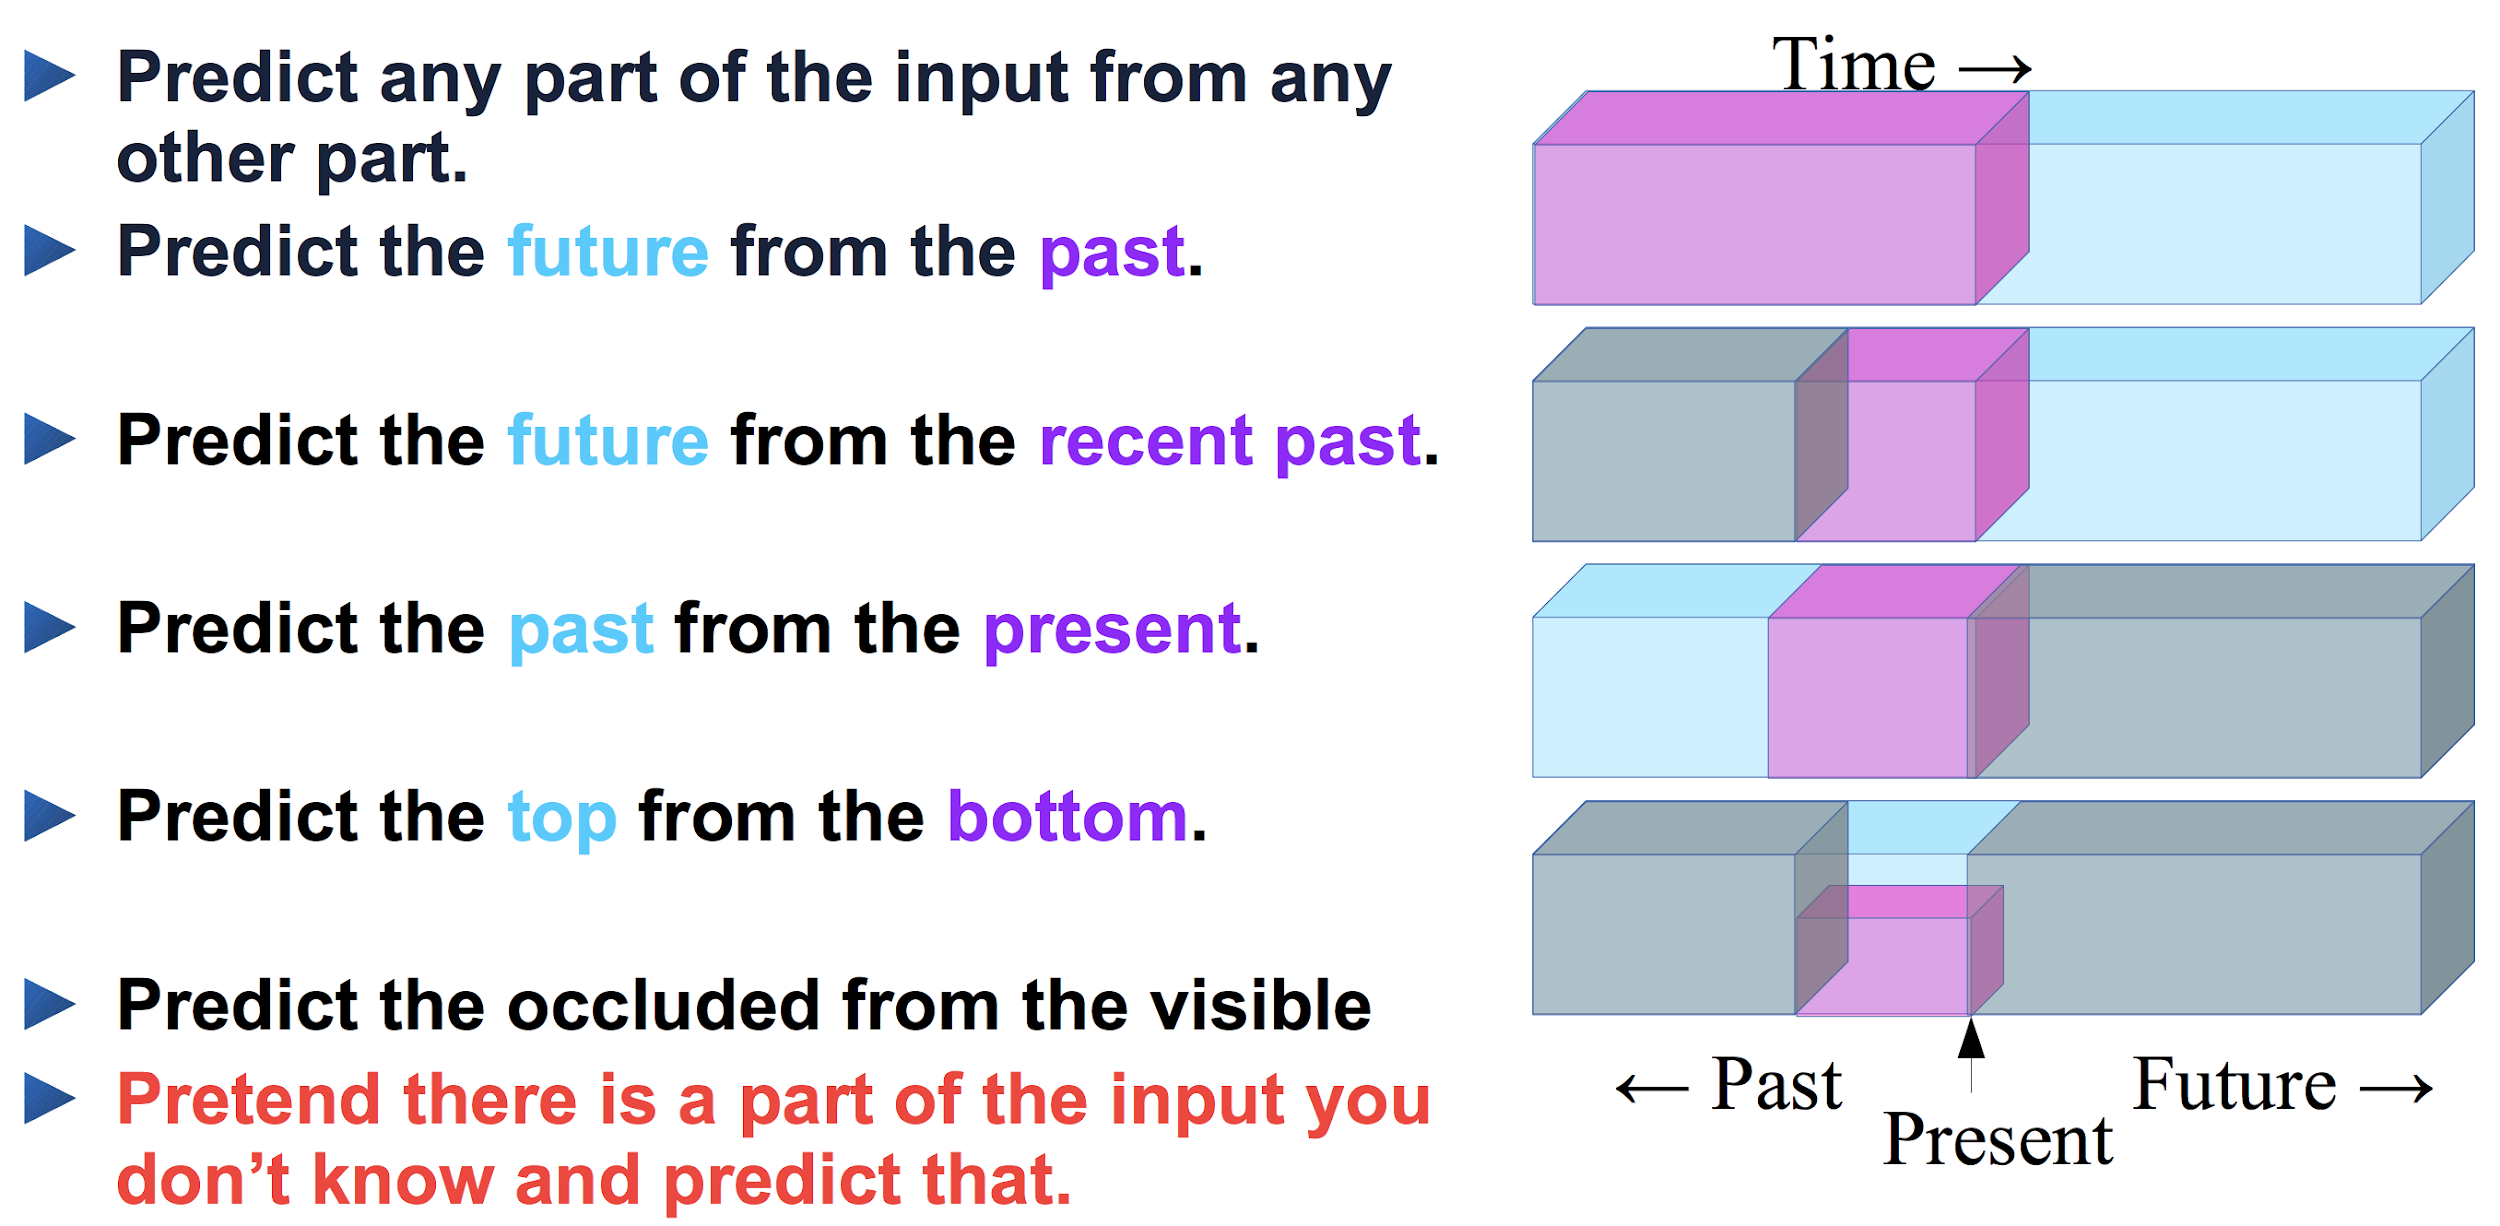 Predict any part of the input from any
other part.
Predict the future from the past.
Predict the future from the recent past.
Predict the past from the present.
Predict the top from the bottom.
Predict the occluded from the visible
Pretend there is a part of the input you
don’t know and predict that.
Time →
← Past
Present
Future →